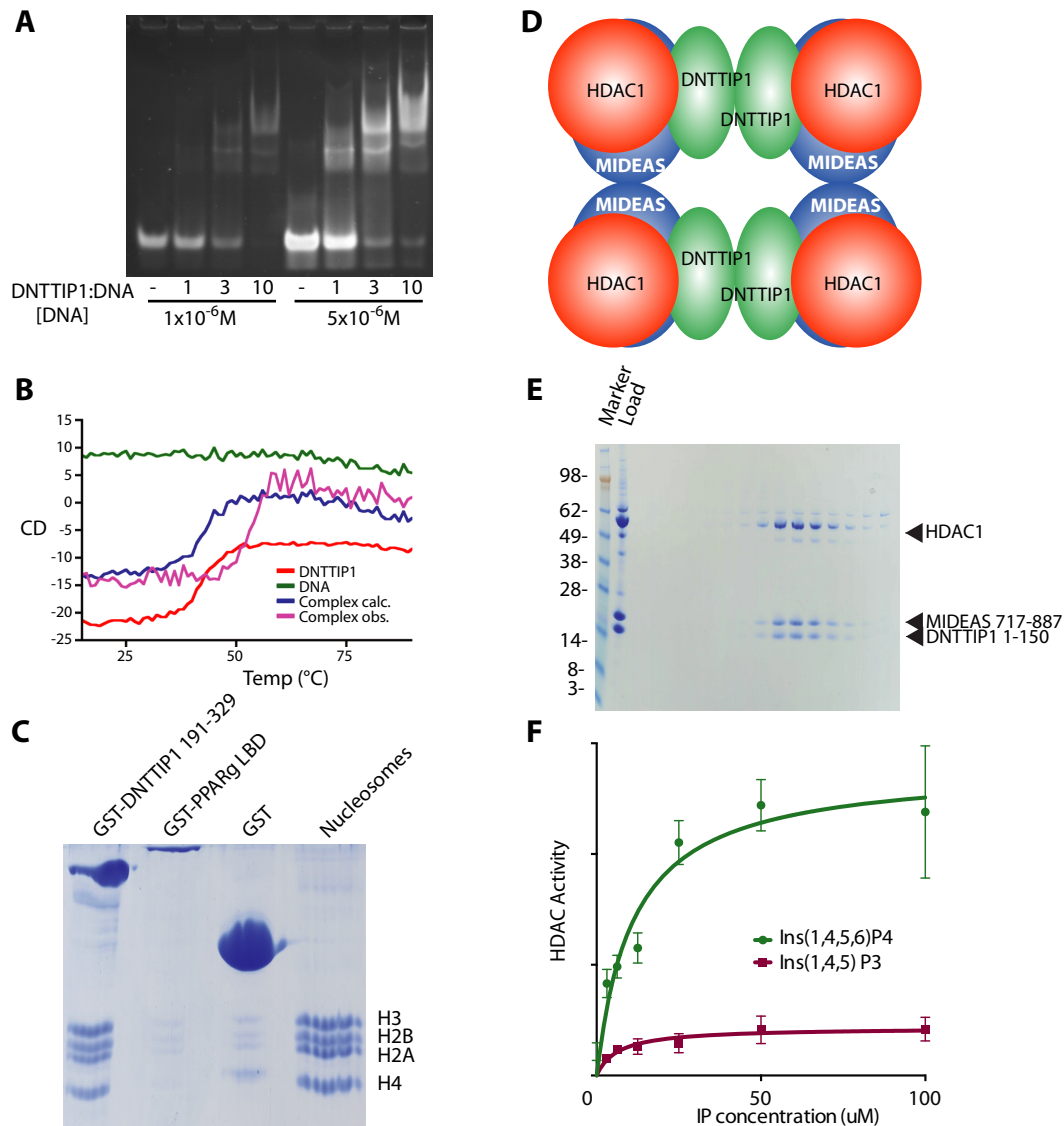 A
DNTTIP1:DNA - 1 3 10 - 1 3 10
[DNA] 1x10⁻⁶M 5x10⁻⁶M
B
15
10
5
0
-5
-10
-15
-20
-25
CD
25 50 75
Temp (°C)
DNTTIP1
DNA
Complex calc.
Complex obs.
C
GST-DNTTIP1 191-329
GST-PPARg LBD
GST
Nucleosomes
H3
H2B
H2A
H4
D
HDAC1 DNTTIP1 HDAC1
DNTTIP1
MIDEAS MIDEAS
MIDEAS MIDEAS
DNTTIP1
HDAC1 DNTTIP1 HDAC1
E
Marker
Load
98-
62-
49-
38-
28-
14-
8-
3-
HDAC1
MIDEAS 717-887
DNTTIP1 1-150
F
HDAC Activity
Ins(1,4,5,6)P4
Ins(1,4,5) P3
0 50 100
IP concentration (uM)